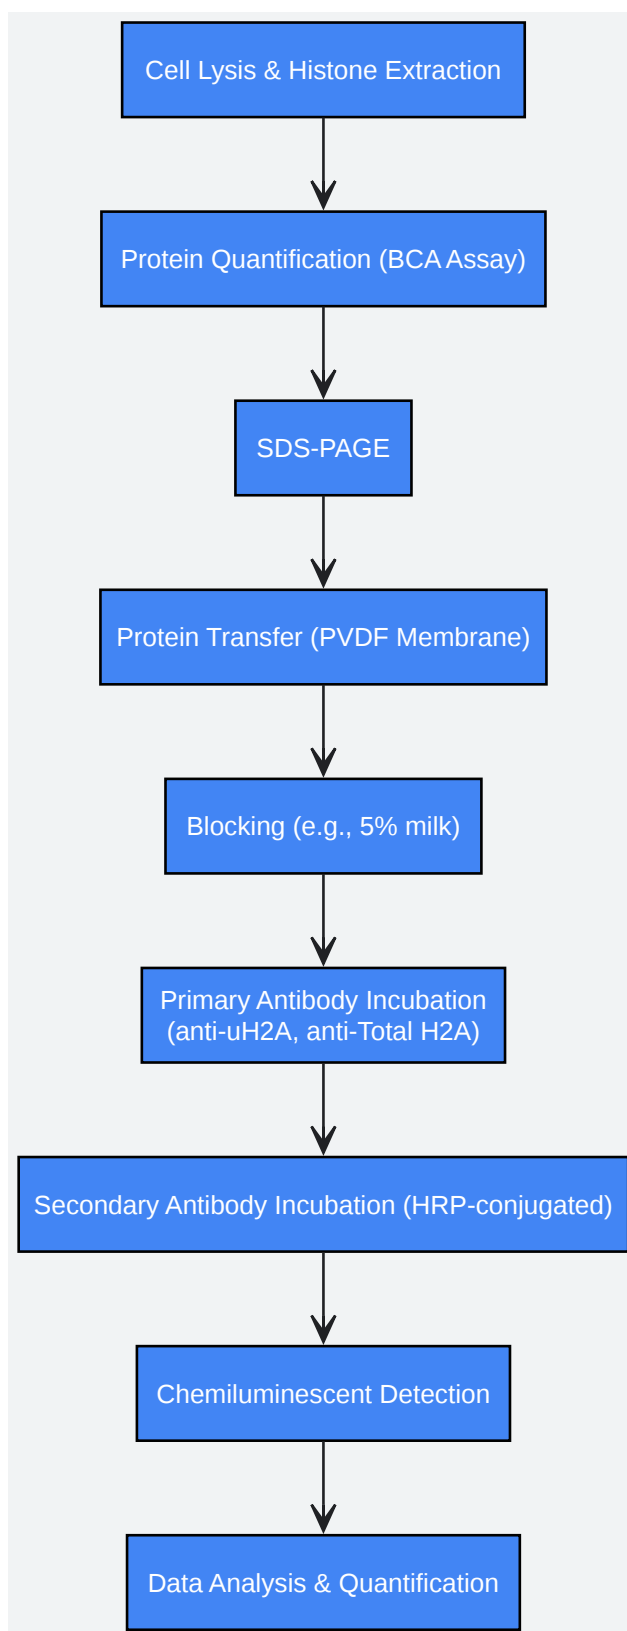 Cell Lysis & Histone Extraction
Protein Quantification (BCA Assay)
SDS-PAGE
Protein Transfer (PVDF Membrane)
Blocking (e.g., 5% milk)
Primary Antibody Incubation
(anti-uH2A, anti-Total H2A)
Secondary Antibody Incubation (HRP-conjugated)
Chemiluminescent Detection
Data Analysis & Quantification